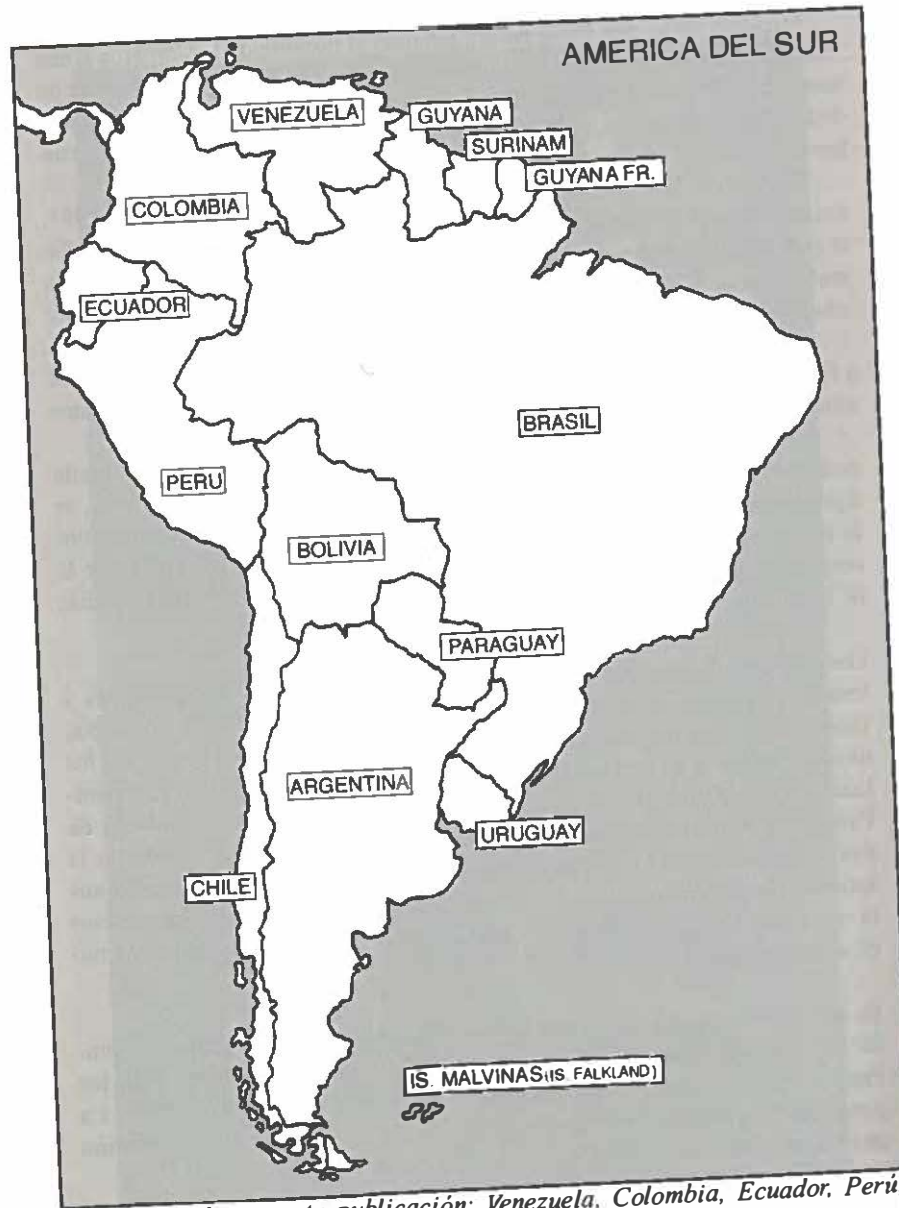 AMERICA DEL SUR
VENEZUELA
GUYANA
SURINAM
GUYANA FR.
COLOMBIA
ECUADOR
BRASIL
PERU
BOLIVIA
PARAGUAY
ARGENTINA
URUGUAY
CHILE
IS. MALVINAS (IS. FALKLAND)
publicación: Venezuela, Colombia, Ecuador, Perú